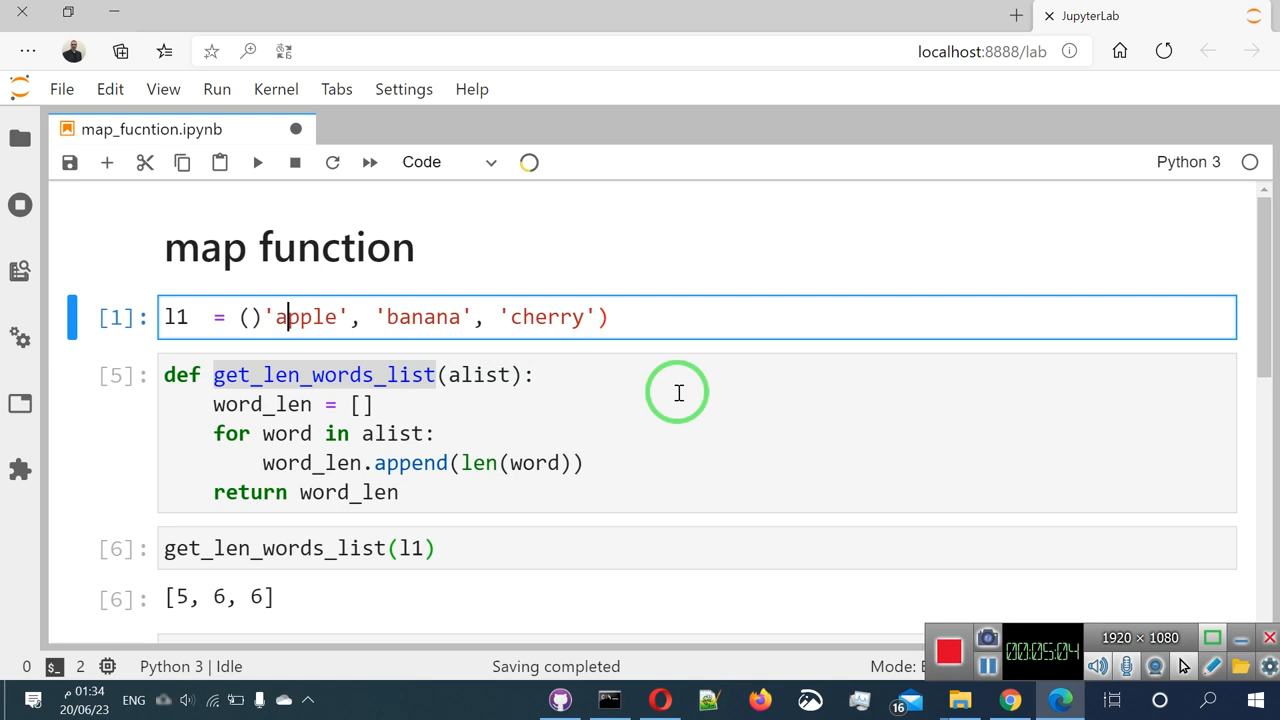 JupyterLab
localhost:8888/lab
File Edit View Run Kernel Tabs Settings Help
map_fucntion.ipynb
Code
Python 3
map function
[1]: l1  = ()'apple', 'banana', 'cherry')
[5]: def get_len_words_list(alist):
    word_len = []
    for word in alist:
        word_len.append(len(word))
    return word_len
[6]: get_len_words_list(l1)
[6]: [5, 6, 6]
00:05:04
1920 × 1080
0 2 Python 3 | Idle
Saving completed
Mode:
01:34 م
20/06/23
ENG
16